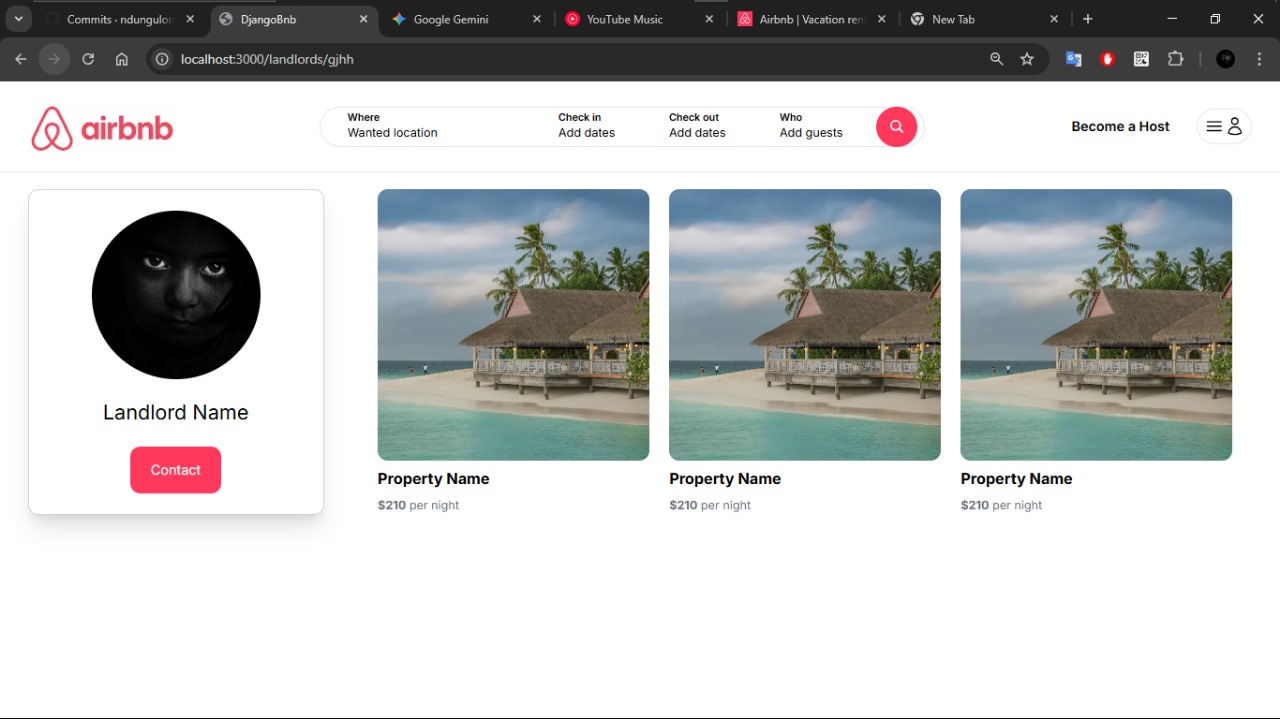 Commits · ndungulor
DjangoBnb
Google Gemini
YouTube Music
Airbnb | Vacation ren
New Tab
localhost:3000/landlords/gjhh
airbnb
Where
Wanted location
Check in
Add dates
Check out
Add dates
Who
Add guests
Become a Host
Landlord Name
Contact
Property Name
$210 per night
Property Name
$210 per night
Property Name
$210 per night